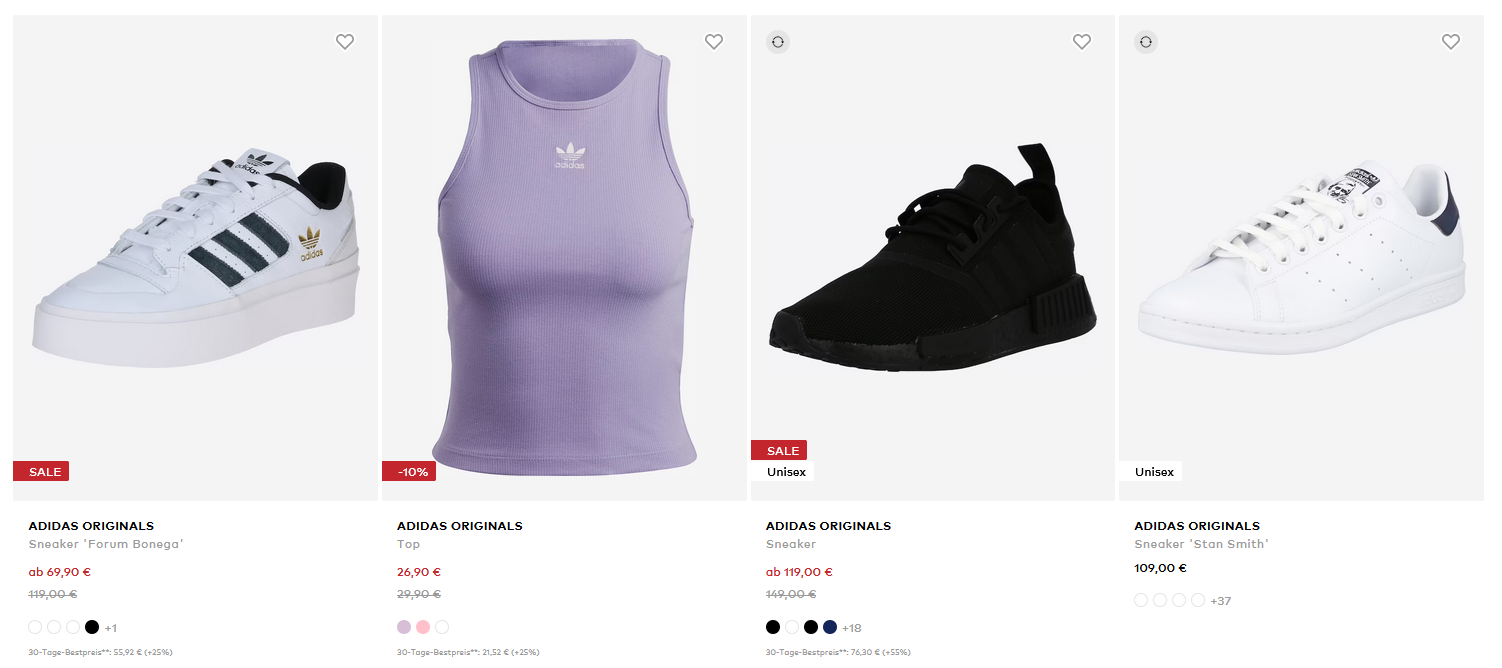 adidas
adidas
adidas
SALE
-10%
SALE
Unisex
Unisex
ADIDAS ORIGINALS
Sneaker 'Forum Bonega'
ab 69,90 €
119,00 €
+1
30-Tage-Bestpreis**: 55,92 € (+25%)
ADIDAS ORIGINALS
Top
26,90 €
29,90 €
30-Tage-Bestpreis**: 21,52 € (+25%)
ADIDAS ORIGINALS
Sneaker
ab 119,00 €
149,00 €
+18
30-Tage-Bestpreis**: 76,30 € (+55%)
ADIDAS ORIGINALS
Sneaker 'Stan Smith'
109,00 €
+37